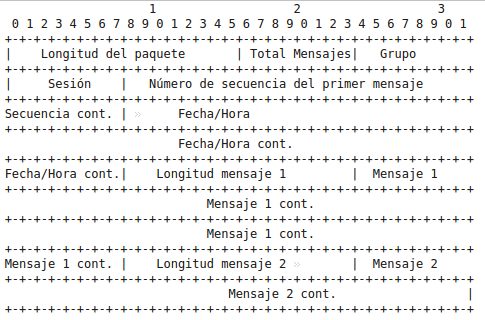 1 2 3
0 1 2 3 4 5 6 7 8 9 0 1 2 3 4 5 6 7 8 9 0 1 2 3 4 5 6 7 8 9 0 1
+-+-+-+-+-+-+-+-+-+-+-+-+-+-+-+-+-+-+-+-+-+-+-+-+-+-+-+-+-+-+-+-+
| Longitud del paquete | Total Mensajes| Grupo
+-+-+-+-+-+-+-+-+-+-+-+-+-+-+-+-+-+-+-+-+-+-+-+-+-+-+-+-+-+-+-+-+
| Sesión | Número de secuencia del primer mensaje
+-+-+-+-+-+-+-+-+-+-+-+-+-+-+-+-+-+-+-+-+-+-+-+-+-+-+-+-+-+-+-+-+
Secuencia cont. | » Fecha/Hora
+-+-+-+-+-+-+-+-+-+-+-+-+-+-+-+-+-+-+-+-+-+-+-+-+-+-+-+-+-+-+-+-+
Fecha/Hora cont.
+-+-+-+-+-+-+-+-+-+-+-+-+-+-+-+-+-+-+-+-+-+-+-+-+-+-+-+-+-+-+-+-+
Fecha/Hora cont.| Longitud mensaje 1 | Mensaje 1
+-+-+-+-+-+-+-+-+-+-+-+-+-+-+-+-+-+-+-+-+-+-+-+-+-+-+-+-+-+-+-+-+
Mensaje 1 cont.
+-+-+-+-+-+-+-+-+-+-+-+-+-+-+-+-+-+-+-+-+-+-+-+-+-+-+-+-+-+-+-+-+
Mensaje 1 cont.
+-+-+-+-+-+-+-+-+-+-+-+-+-+-+-+-+-+-+-+-+-+-+-+-+-+-+-+-+-+-+-+-+
Mensaje 1 cont. | Longitud mensaje 2 » | Mensaje 2
+-+-+-+-+-+-+-+-+-+-+-+-+-+-+-+-+-+-+-+-+-+-+-+-+-+-+-+-+-+-+-+-+
Mensaje 2 cont. |
+-+-+-+-+-+-+-+-+-+-+-+-+-+-+-+-+-+-+-+-+-+-+-+-+-+-+-+-+-+-+-+-+